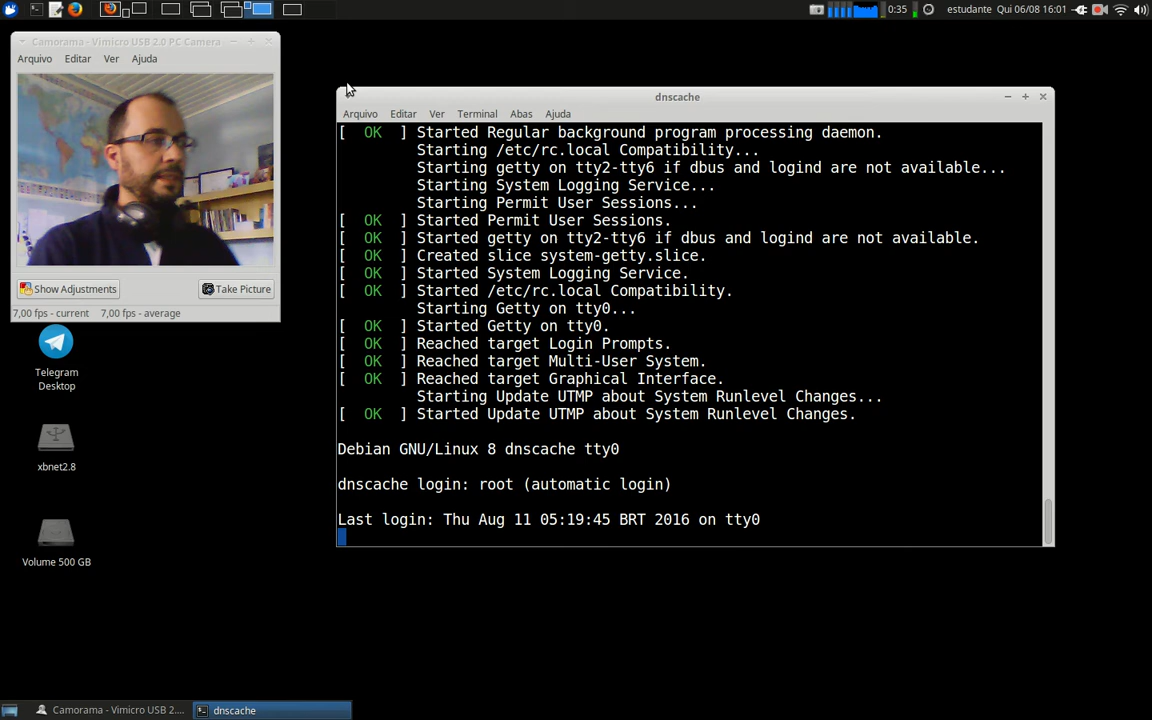 0:35 estudante Qui 06/08 16:01
Camorama - Vimicro USB 2.0 PC Camera
Arquivo Editar Ver Ajuda
Show Adjustments Take Picture
7,00 fps - current 7,00 fps - average
Telegram
Desktop
xbnet2.8
Volume 500 GB
dnscache
Arquivo Editar Ver Terminal Abas Ajuda
[ OK ] Started Regular background program processing daemon.
Starting /etc/rc.local Compatibility...
Starting getty on tty2-tty6 if dbus and logind are not available...
Starting System Logging Service...
Starting Permit User Sessions...
[ OK ] Started Permit User Sessions.
[ OK ] Started getty on tty2-tty6 if dbus and logind are not available.
[ OK ] Created slice system-getty.slice.
[ OK ] Started System Logging Service.
[ OK ] Started /etc/rc.local Compatibility.
Starting Getty on tty0...
[ OK ] Started Getty on tty0.
[ OK ] Reached target Login Prompts.
[ OK ] Reached target Multi-User System.
[ OK ] Reached target Graphical Interface.
Starting Update UTMP about System Runlevel Changes...
[ OK ] Started Update UTMP about System Runlevel Changes.
Debian GNU/Linux 8 dnscache tty0
dnscache login: root (automatic login)
Last login: Thu Aug 11 05:19:45 BRT 2016 on tty0
Camorama - Vimicro USB 2.... dnscache